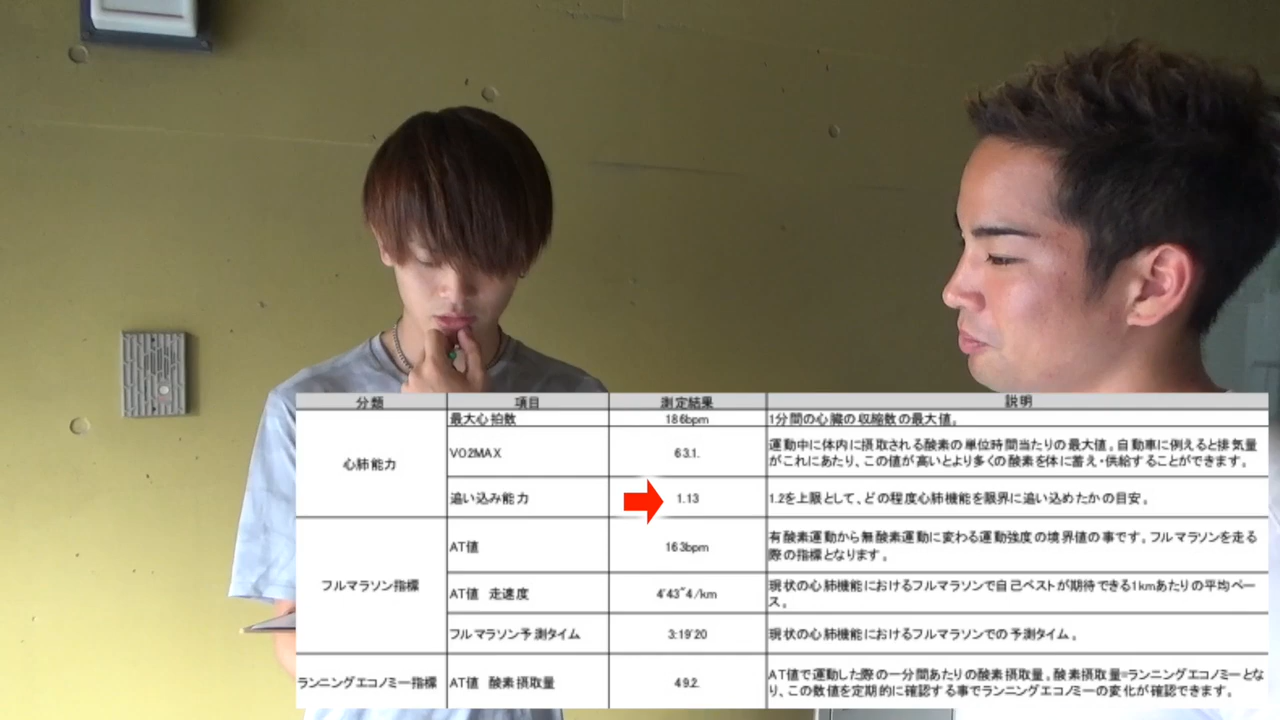 分類 項目 測定結果 説明
最大心拍数 186bpm 1分間の心臓の収縮数の最大値。
心肺能力 VO2MAX 63.1. 運動中に体内に摂取される酸素の単位時間当たりの最大値。自動車に例えると排気量
がこれにあたり、この値が高いとより多くの酸素を体に蓄え・供給することができます。
追い込み能力 1.13 1.2を上限として、どの程度心肺機能を限界に追い込めたかの目安。
フルマラソン指標 AT値 163bpm 有酸素運動から無酸素運動に変わる運動強度の境界値の事です。フルマラソンを走る
際の指標となります。
AT値 走速度 4'43"4/km 現状の心肺機能におけるフルマラソンで自己ベストが期待できる1kmあたりの平均ペー
ス。
フルマラソン予測タイム 3:19'20 現状の心肺機能におけるフルマラソンでの予測タイム。
ランニングエコノミー指標 AT値 酸素摂取量 49.2. AT値で運動した際の一分間あたりの酸素摂取量。酸素摂取量=ランニングエコノミーとな
り、この数値を定期的に確認する事でランニングエコノミーの変化が確認できます。